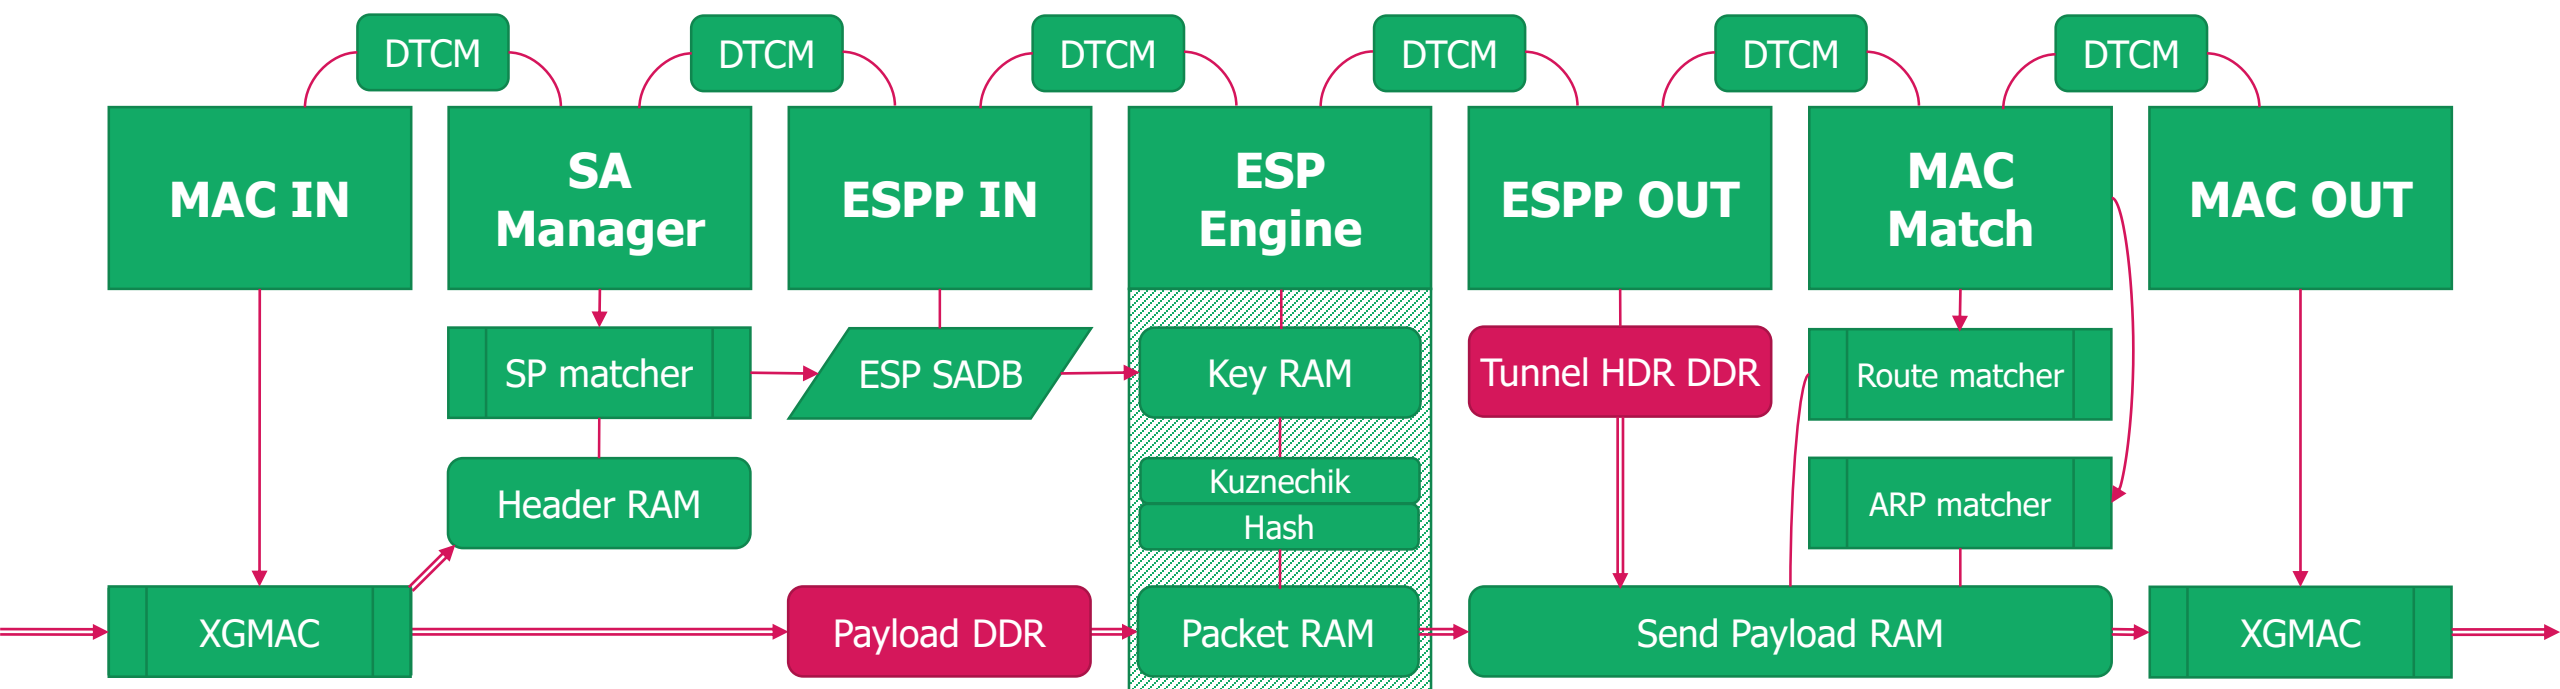 DTCM
DTCM
DTCM
DTCM
DTCM
DTCM
MAC IN
SA
Manager
ESPP IN
ESP
Engine
ESPP OUT
MAC
Match
MAC OUT
SP matcher
ESP SADB
Key RAM
Tunnel HDR DDR
Route matcher
Header RAM
Kuznechik
Hash
ARP matcher
XGMAC
Payload DDR
Packet RAM
Send Payload RAM
XGMAC